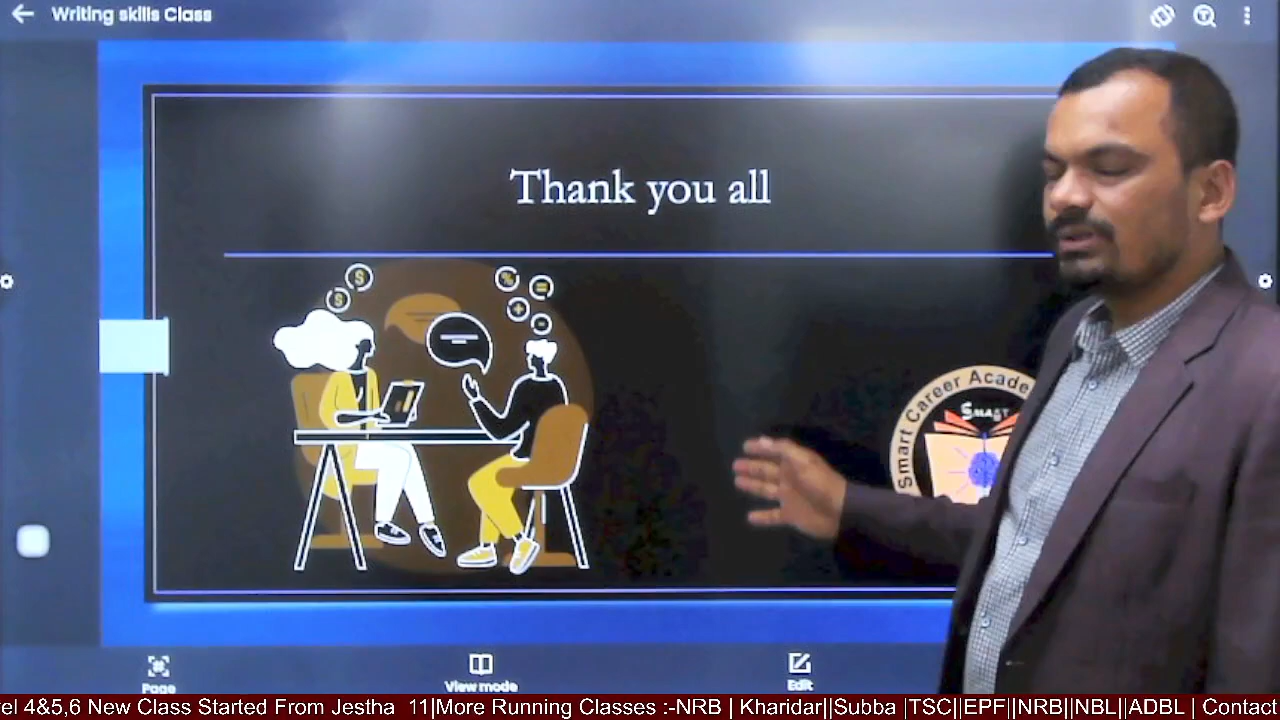 Writing skills Class
Thank you all
$
$
%
=
+
Smart Career Acade
SMART
Page
View mode
Edit
el 4&5,6 New Class Started From Jestha 11|More Running Classes :-NRB | Kharidar||Subba |TSC||EPF||NRB||NBL||ADBL | Contact